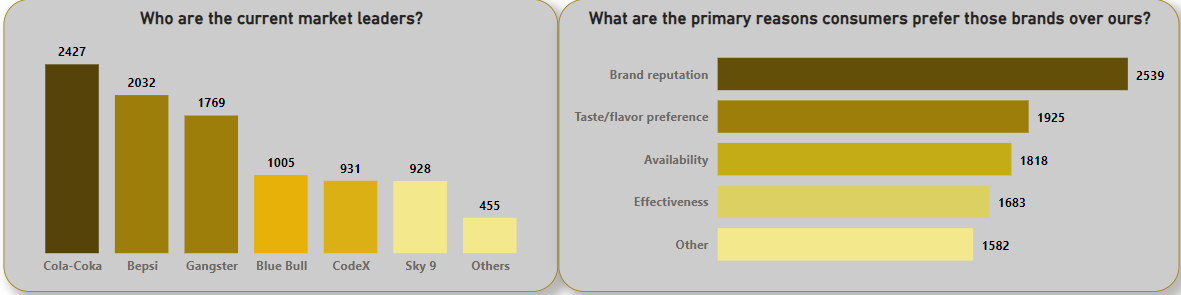 Who are the current market leaders?
2427
2032
1769
1005
931
928
455
Cola-Coka
Bepsi
Gangster
Blue Bull
CodeX
Sky 9
Others
What are the primary reasons consumers prefer those brands over ours?
Brand reputation
2539
Taste/flavor preference
1925
Availability
1818
Effectiveness
1683
Other
1582